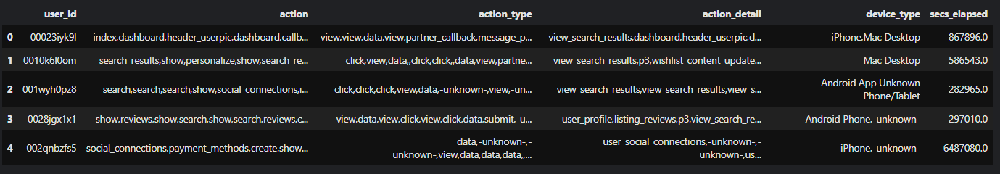 user_id action action_type action_detail device_type secs_elapsed
0 00023iyk9l index,dashboard,header_userpic,dashboard,callb... view,view,data,view,partner_callback,message_p... view_search_results,dashboard,header_userpic,d... iPhone,Mac Desktop 867896.0
1 0010k6l0om search_results,show,personalize,show,search_re... click,view,data,,click,click,,data,view,partne... view_search_results,p3,wishlist_content_update... Mac Desktop 586543.0
2 001wyh0pz8 search,search,search,show,social_connections,i... click,click,click,view,data,-unknown-,view,-un... view_search_results,view_search_results,view_s... Android App Unknown
Phone/Tablet 282965.0
3 0028jgx1x1 show,reviews,show,search,show,search,reviews,c... view,data,view,click,view,click,data,submit,-u... user_profile,listing_reviews,p3,view_search_re... Android Phone,-unknown- 297010.0
4 002qnbzfs5 social_connections,payment_methods,create,show... data,-unknown-,-
unknown-,view,data,data,data,,... user_social_connections,-unknown-,-
unknown-,us... iPhone,-unknown- 6487080.0